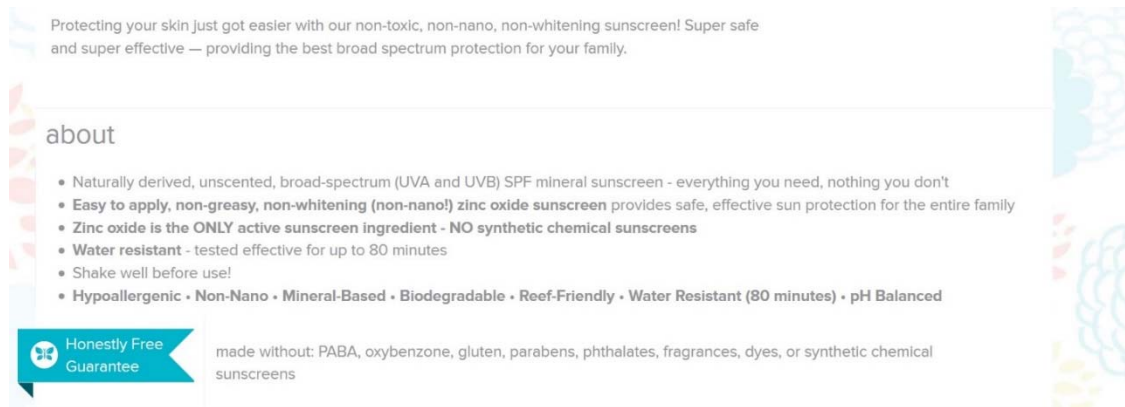 Protecting your skin just got easier with our non-toxic, non-nano, non-whitening sunscreen! Super safe
and super effective — providing the best broad spectrum protection for your family.
about
• Naturally derived, unscented, broad-spectrum (UVA and UVB) SPF mineral sunscreen - everything you need, nothing you don't
• Easy to apply, non-greasy, non-whitening (non-nano!) zinc oxide sunscreen provides safe, effective sun protection for the entire family
• Zinc oxide is the ONLY active sunscreen ingredient - NO synthetic chemical sunscreens
• Water resistant - tested effective for up to 80 minutes
• Shake well before use!
• Hypoallergenic • Non-Nano • Mineral-Based • Biodegradable • Reef-Friendly • Water Resistant (80 minutes) • pH Balanced
Honestly Free
Guarantee
made without: PABA, oxybenzone, gluten, parabens, phthalates, fragrances, dyes, or synthetic chemical
sunscreens